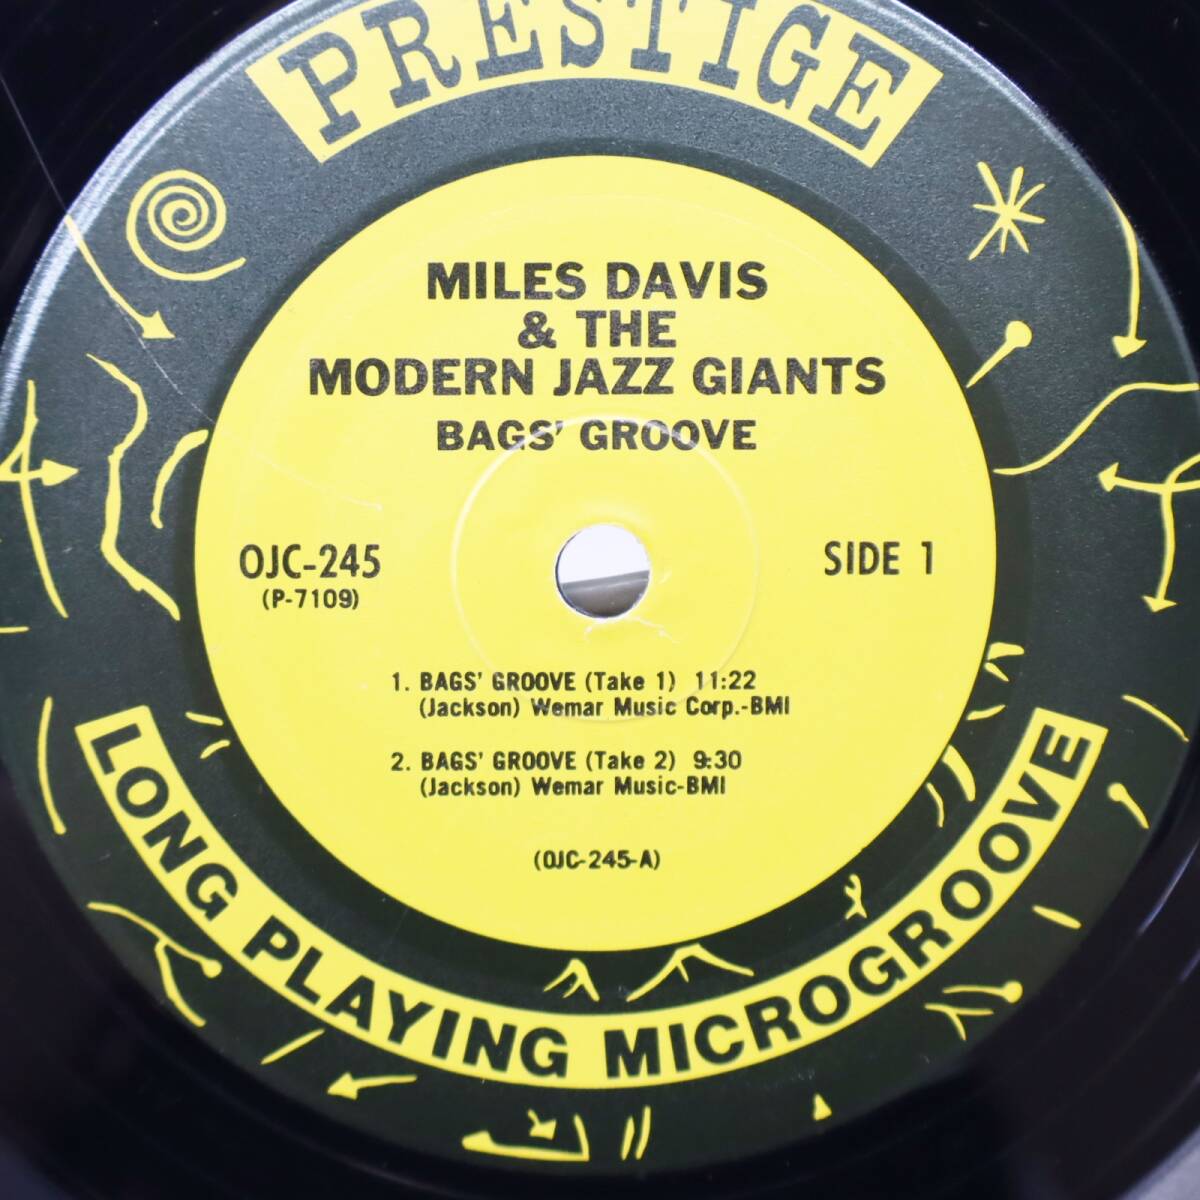 PRESTIGE
MILES DAVIS
& THE
MODERN JAZZ GIANTS
BAGS' GROOVE
OJC-245
(P-7109)
SIDE 1
1. BAGS' GROOVE (Take 1) 11:22
(Jackson) Wemar Music Corp.-BMI
2. BAGS' GROOVE (Take 2) 9:30
(Jackson) Wemar Music-BMI
(OJC-245-A)
LONG PLAYING MICROGROOVE